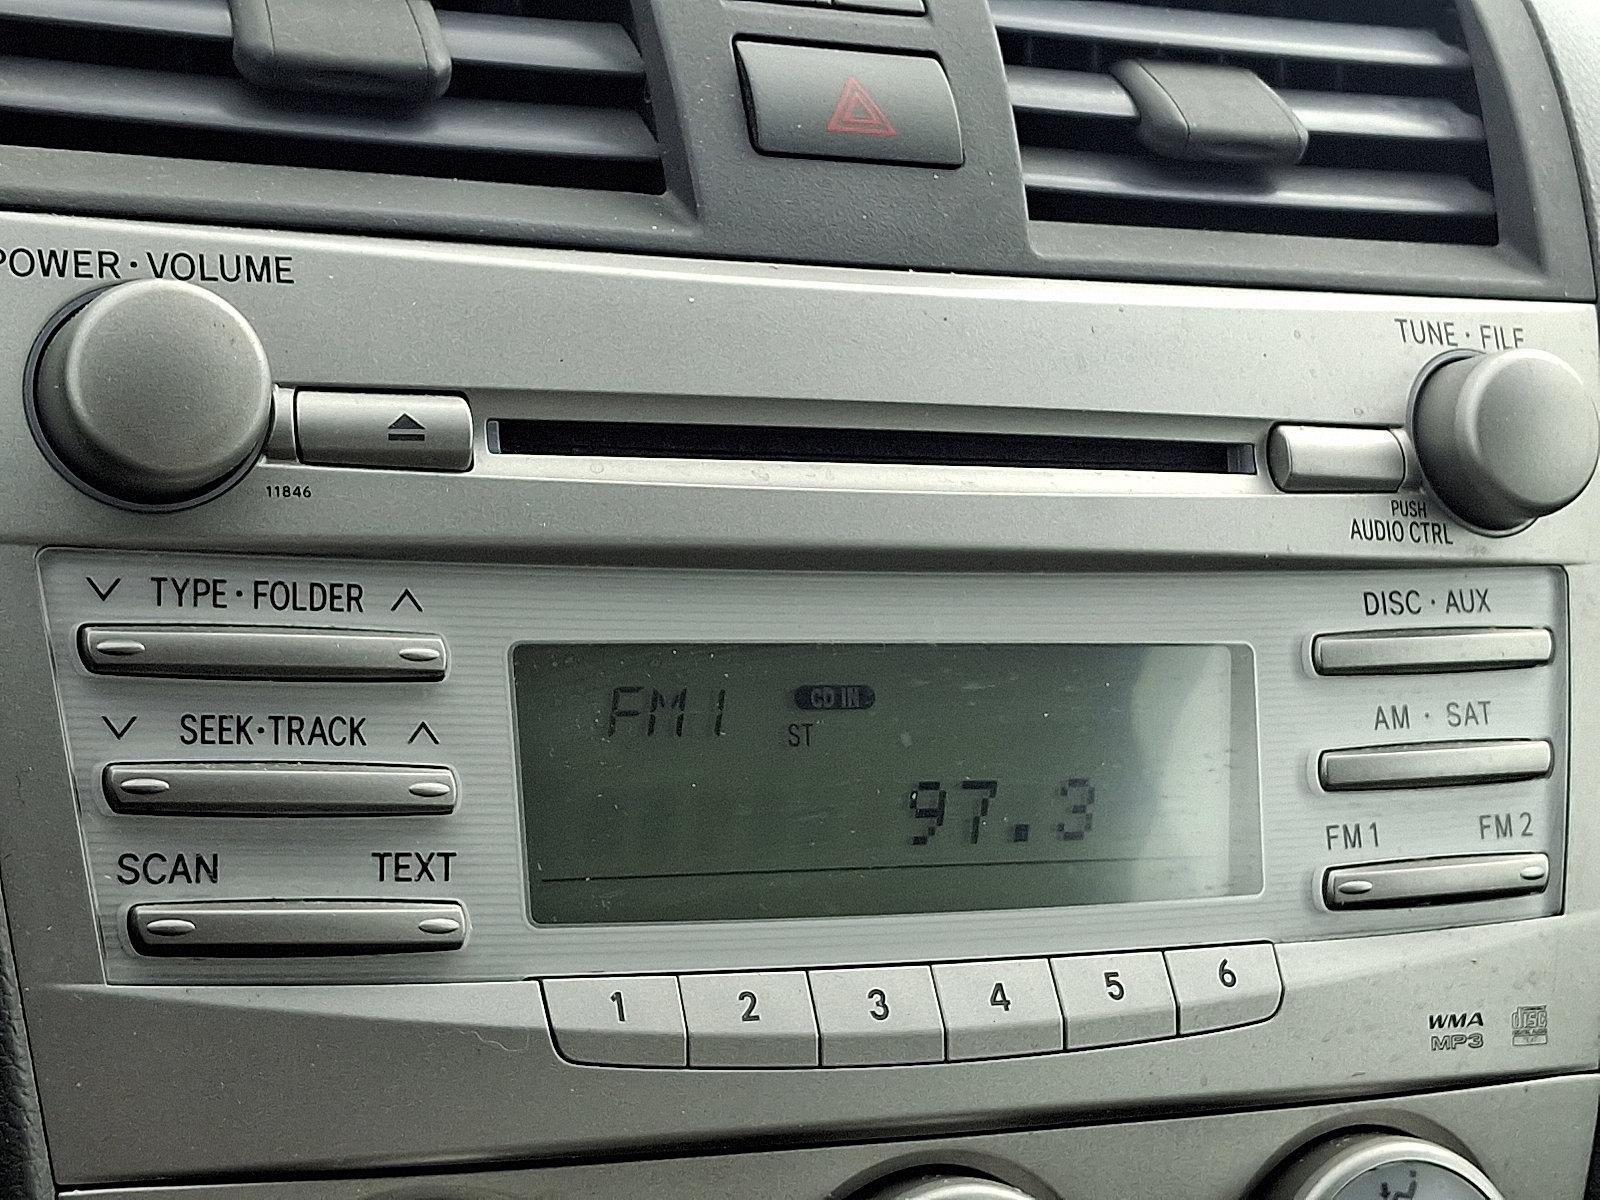 POWER · VOLUME
TUNE · FILE
11846
PUSH
AUDIO CTRL
TYPE · FOLDER
DISC · AUX
FM1
CD IN
ST
SEEK · TRACK
AM · SAT
97.3
FM1
FM2
SCAN
TEXT
1 2 3 4 5 6
WMA
MP3
disc